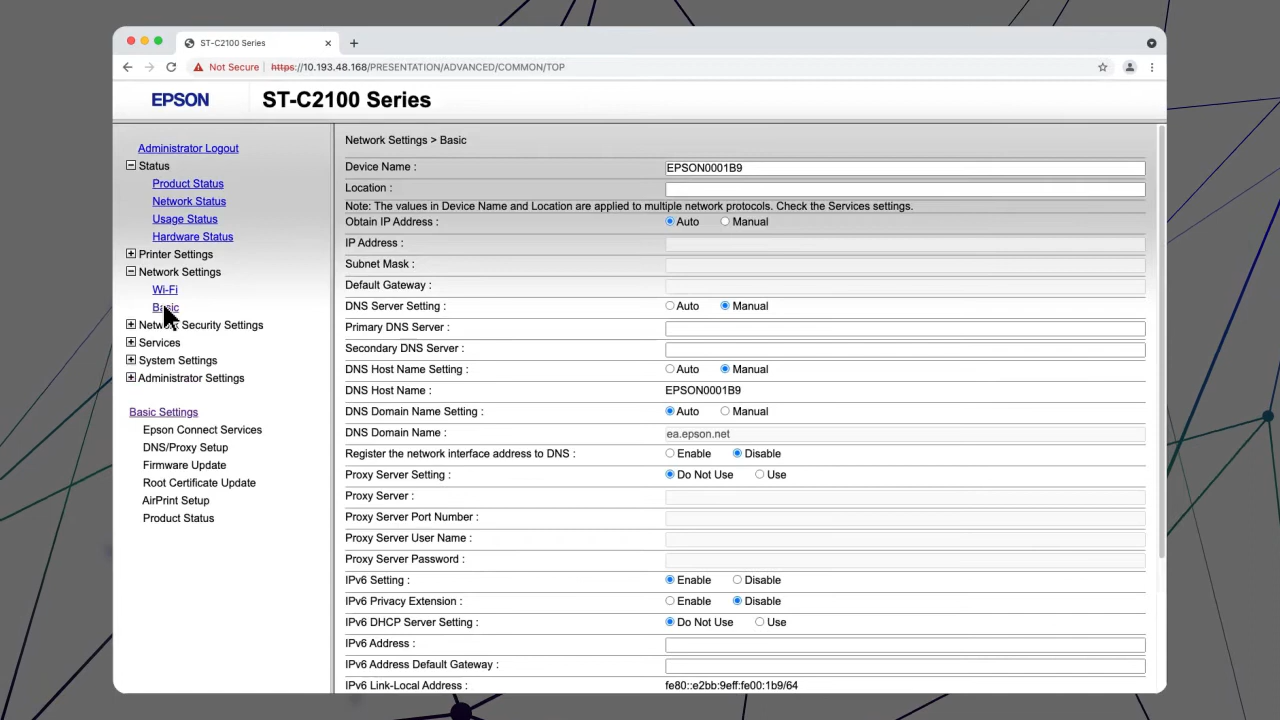 ST-C2100 Series
Not Secure https://10.193.48.168/PRESENTATION/ADVANCED/COMMON/TOP
EPSON ST-C2100 Series
Administrator Logout
Status
Product Status
Network Status
Usage Status
Hardware Status
Printer Settings
Network Settings
Wi-Fi
Basic
Network Security Settings
Services
System Settings
Administrator Settings
Basic Settings
Epson Connect Services
DNS/Proxy Setup
Firmware Update
Root Certificate Update
AirPrint Setup
Product Status
Network Settings > Basic
Device Name : EPSON0001B9
Location :
Note: The values in Device Name and Location are applied to multiple network protocols. Check the Services settings.
Obtain IP Address : Auto Manual
IP Address :
Subnet Mask :
Default Gateway :
DNS Server Setting : Auto Manual
Primary DNS Server :
Secondary DNS Server :
DNS Host Name Setting : Auto Manual
DNS Host Name : EPSON0001B9
DNS Domain Name Setting : Auto Manual
DNS Domain Name : ea.epson.net
Register the network interface address to DNS : Enable Disable
Proxy Server Setting : Do Not Use Use
Proxy Server :
Proxy Server Port Number :
Proxy Server User Name :
Proxy Server Password :
IPv6 Setting : Enable Disable
IPv6 Privacy Extension : Enable Disable
IPv6 DHCP Server Setting : Do Not Use Use
IPv6 Address :
IPv6 Address Default Gateway :
IPv6 Link-Local Address : fe80::e2bb:9eff:fe00:1b9/64